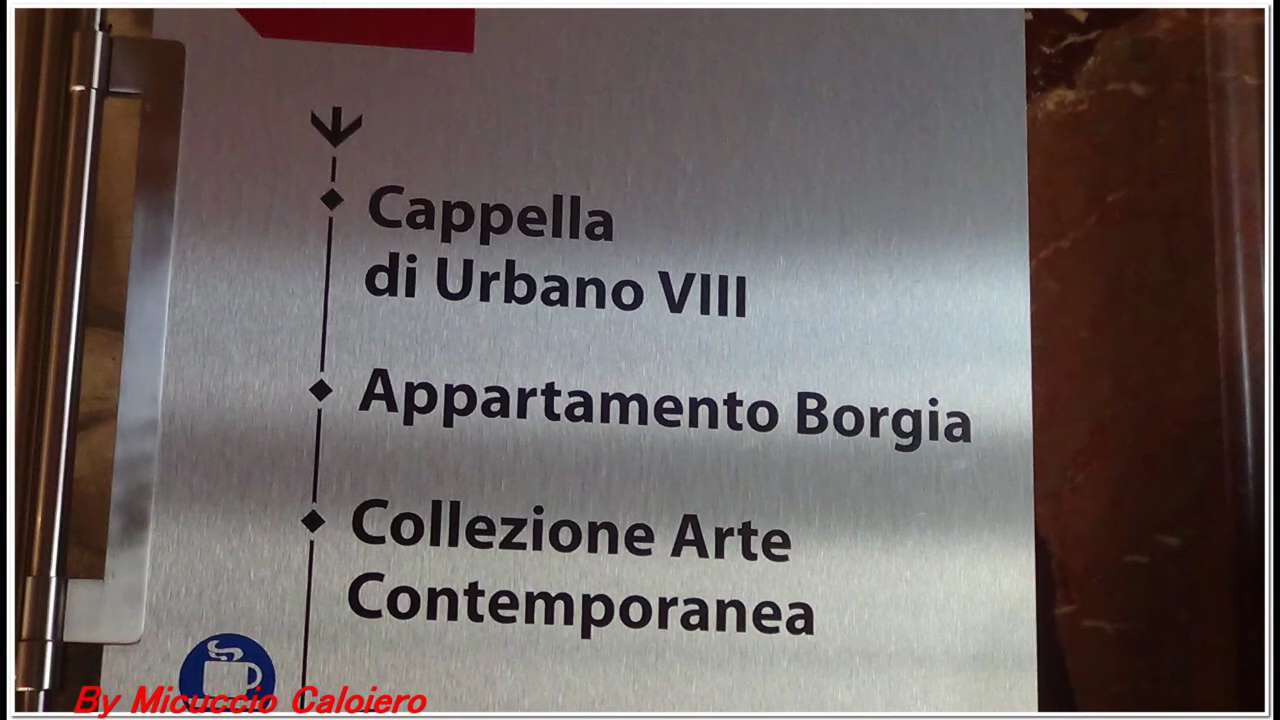 Cappella
di Urbano VIII
Appartamento Borgia
Collezione Arte
Contemporanea
By Micuccio Caloiero